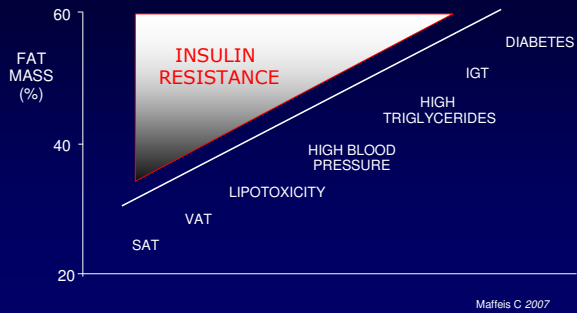 60
FAT
MASS
(%)
40
20
INSULIN
RESISTANCE
DIABETES
IGT
HIGH
TRIGLYCERIDES
HIGH BLOOD
PRESSURE
LIPOTOXICITY
VAT
SAT
Maffeis C 2007